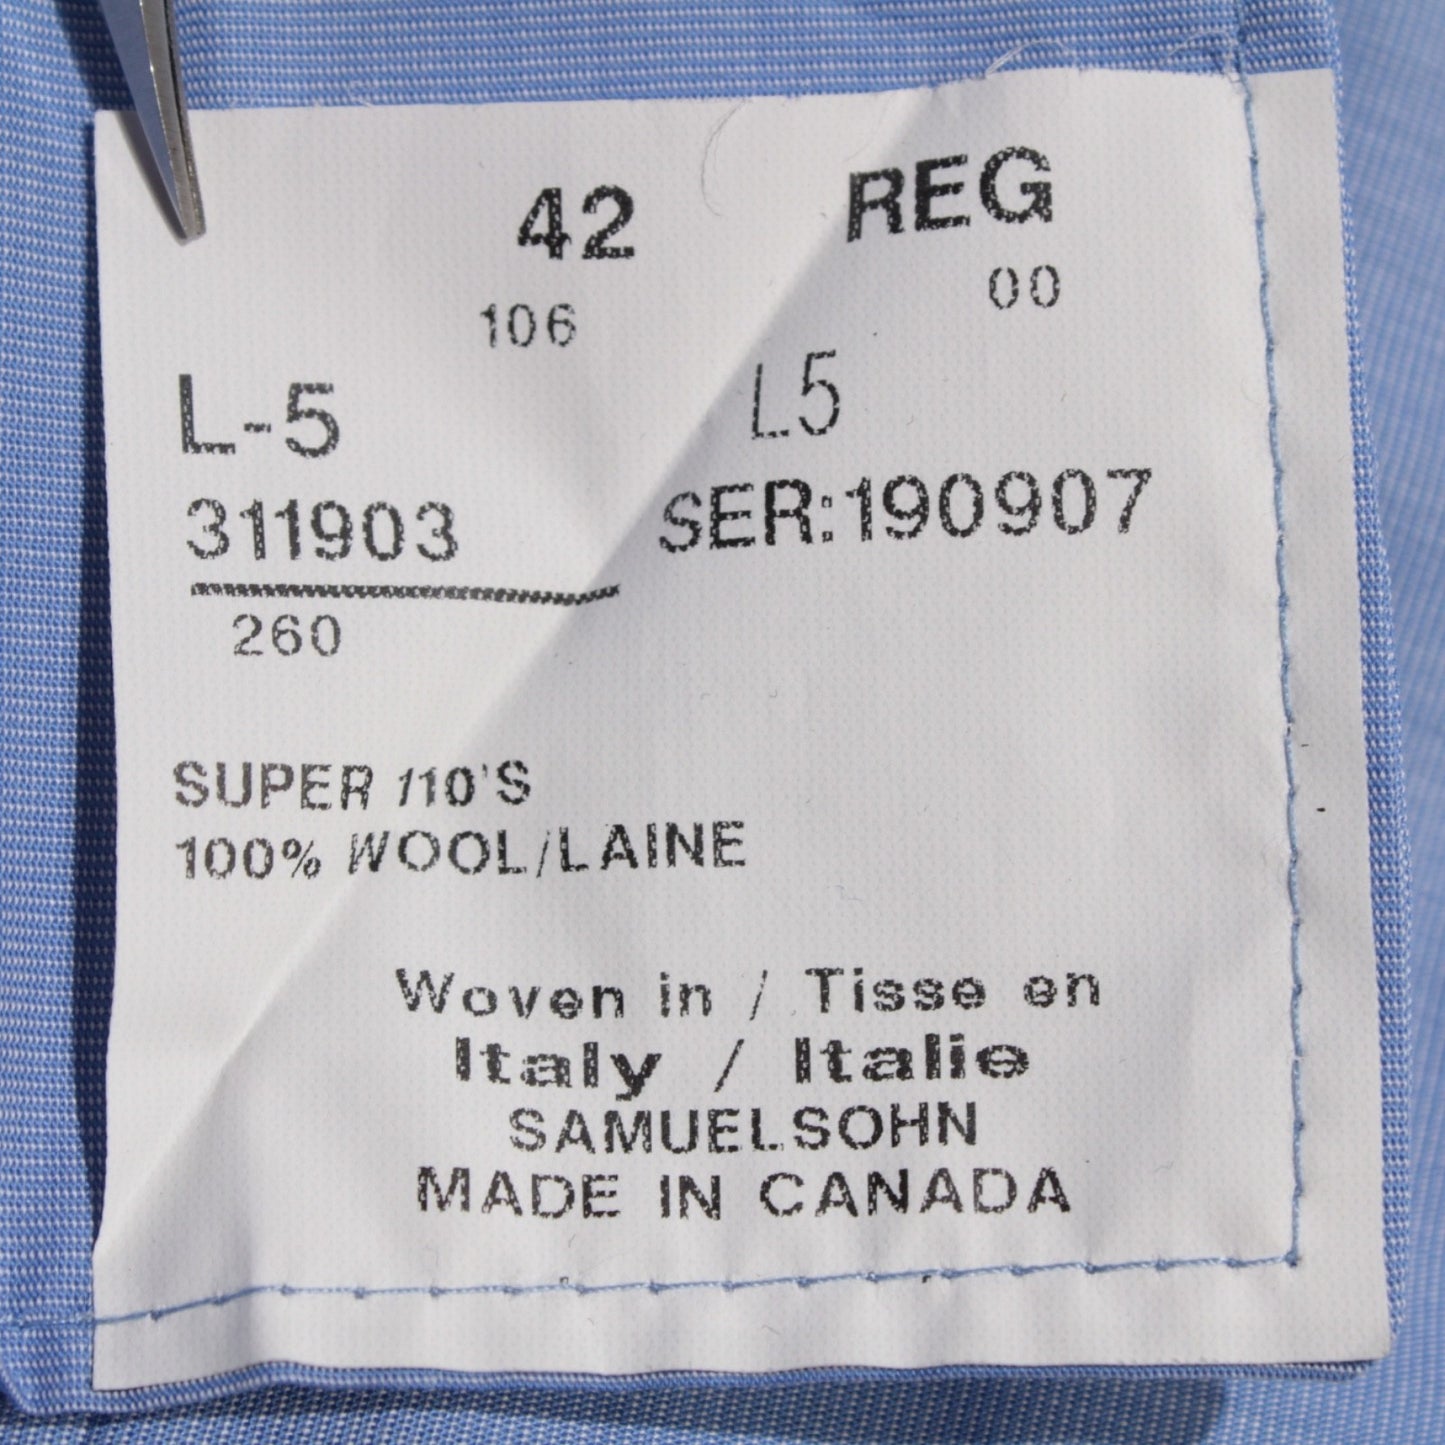 42 REG
106 00
L-5 L5
311903 SER:190907
260
SUPER 110'S
100% WOOL/LAINE
Woven in / Tisse en
Italy / Italie
SAMUELSOHN
MADE IN CANADA